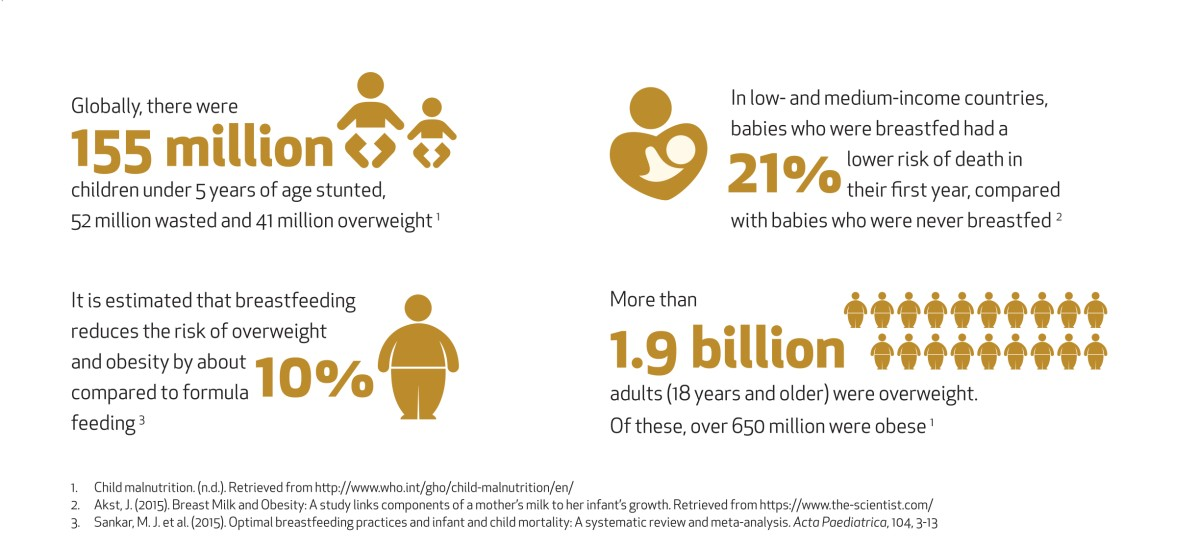 Globally, there were
155 million
children under 5 years of age stunted,
52 million wasted and 41 million overweight 1
In low- and medium-income countries,
babies who were breastfed had a
21% lower risk of death in
their first year, compared
with babies who were never breastfed 2
It is estimated that breastfeeding
reduces the risk of overweight
and obesity by about
10%
compared to formula
feeding 3
More than
1.9 billion
adults (18 years and older) were overweight.
Of these, over 650 million were obese 1
1. Child malnutrition. (n.d.). Retrieved from http://www.who.int/gho/child-malnutrition/en/
2. Akst, J. (2015). Breast Milk and Obesity: A study links components of a mother's milk to her infant's growth. Retrieved from https://www.the-scientist.com/
3. Sankar, M. J. et al. (2015). Optimal breastfeeding practices and infant and child mortality: A systematic review and meta-analysis. Acta Paediatrica, 104, 3-13